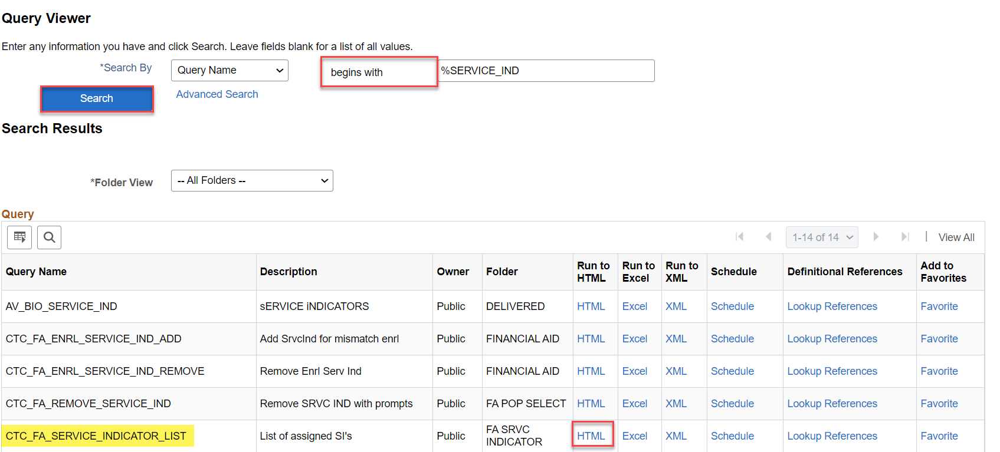 Query Viewer
Enter any information you have and click Search. Leave fields blank for a list of all values.
*Search By Query Name begins with %SERVICE_IND
Search Advanced Search
Search Results
*Folder View -- All Folders --
Query
1-14 of 14 | View All
Query Name Description Owner Folder Run to HTML Run to Excel Run to XML Schedule Definitional References Add to Favorites
AV_BIO_SERVICE_IND sERVICE iNDICATORS Public DELIVERED HTML Excel XML Schedule Lookup References Favorite
CTC_FA_ENRL_SERVICE_IND_ADD Add SrvcInd for mismatch enrl Public FINANCIAL AID HTML Excel XML Schedule Lookup References Favorite
CTC_FA_ENRL_SERVICE_IND_REMOVE Remove Enrl Serv Ind Public FINANCIAL AID HTML Excel XML Schedule Lookup References Favorite
CTC_FA_REMOVE_SERVICE_IND Remove SRVC IND with prompts Public FA POP SELECT HTML Excel XML Schedule Lookup References Favorite
CTC_FA_SERVICE_INDICATOR_LIST List of assigned SI's Public FA SRVC INDICATOR HTML Excel XML Schedule Lookup References Favorite